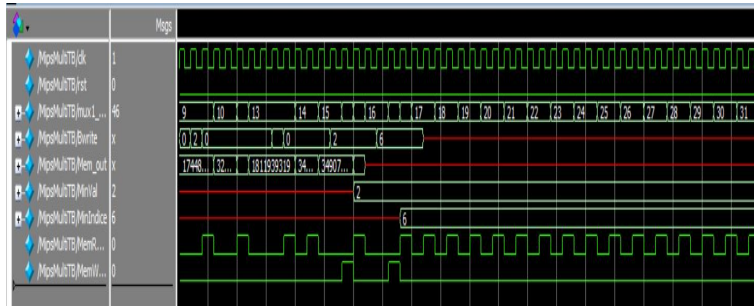 Msgs
/MipsMultiTB/clk 1
/MipsMultiTB/rst 0
/MipsMultiTB/mux1_... 46 9 10 13 14 15 16 17 18 19 20 21 22 23 24 25 26 27 28 29 30 31
/MipsMultiTB/Bwrite x 0 2 0 0 2 6
/MipsMultiTB/Mem_out x 17448... 32... 1811939319 34... 34907...
/MipsMultiTB/MinVal 2 2
/MipsMultiTB/MinIndice 6 6
/MipsMultiTB/MemR... 0
/MipsMultiTB/MemW... 0